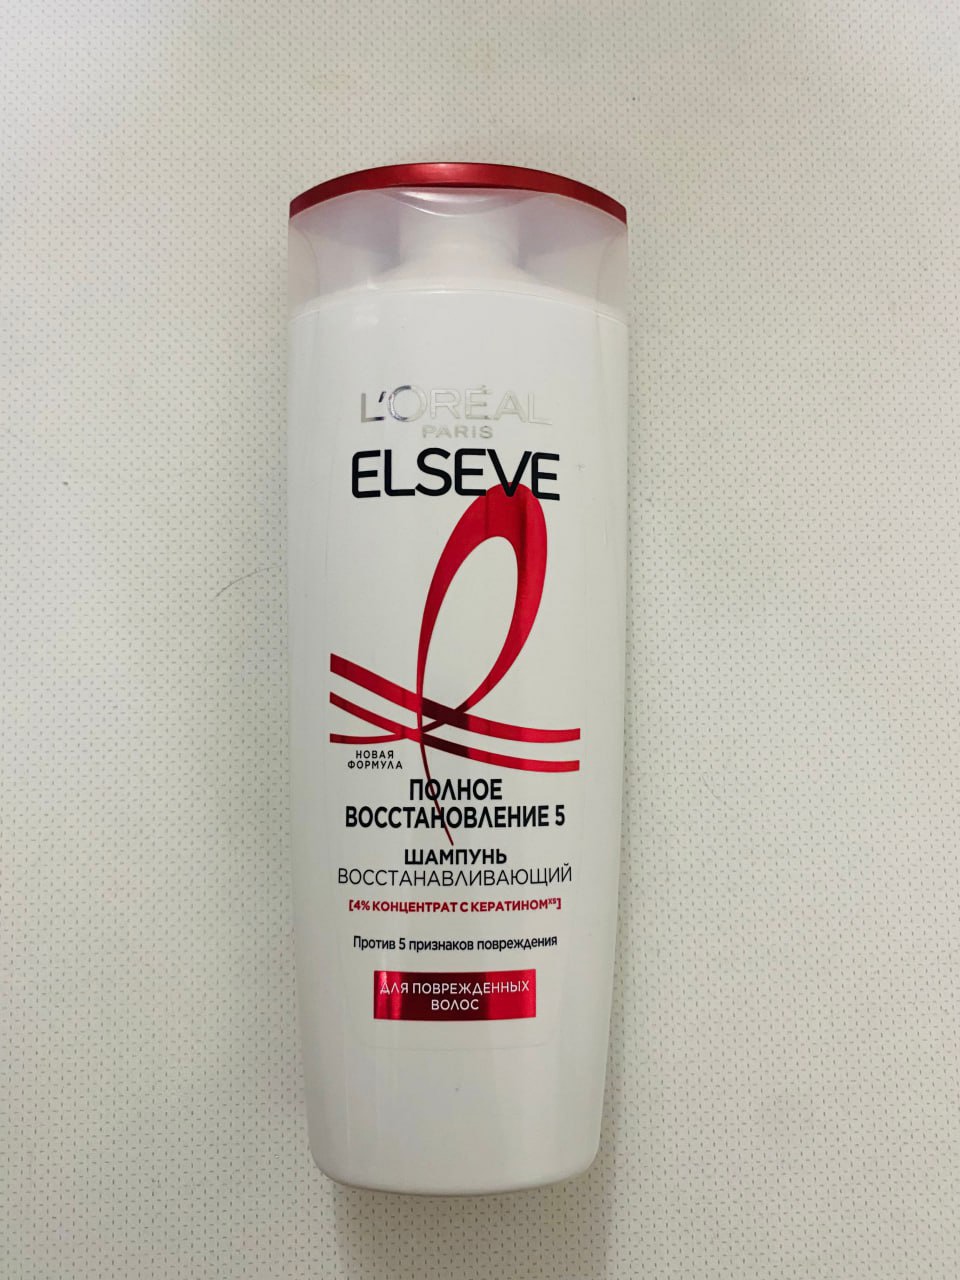 L'ORÉAL
PARIS
ELSEVE
НОВАЯ
ФОРМУЛА
ПОЛНОЕ
ВОССТАНОВЛЕНИЕ 5
ШАМПУНЬ
ВОССТАНАВЛИВАЮЩИЙ
[4% КОНЦЕНТРАТ С КЕРАТИНОМXS]
Против 5 признаков повреждения
ДЛЯ ПОВРЕЖДЕННЫХ
ВОЛОС